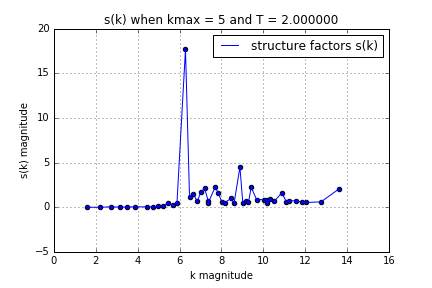 s(k) when kmax = 5 and T = 2.000000
structure factors s(k)
s(k) magnitude
20
15
10
5
0
−5
0 2 4 6 8 10 12 14 16
k magnitude